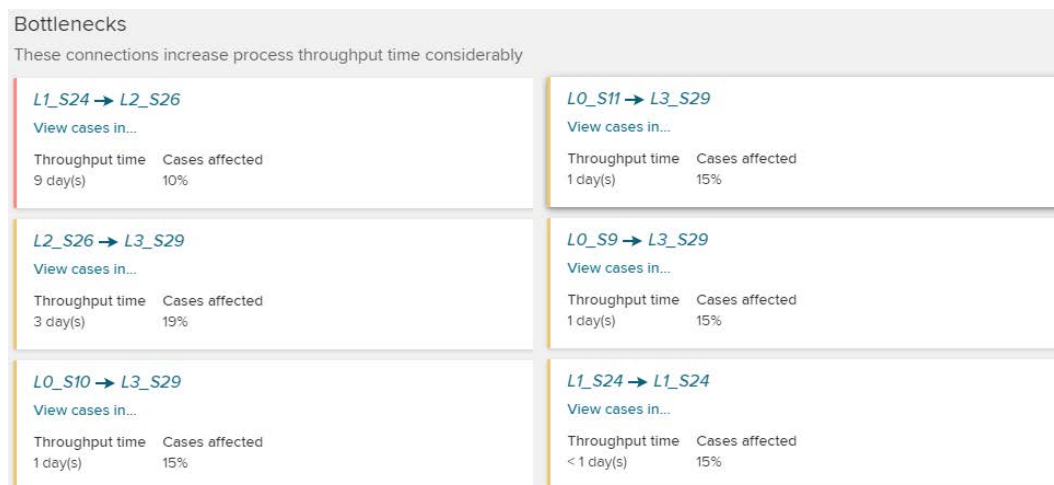 Bottlenecks
These connections increase process throughput time considerably
L1_S24 → L2_S26
View cases in...
Throughput time Cases affected
9 day(s) 10%
L0_S11 → L3_S29
View cases in...
Throughput time Cases affected
1 day(s) 15%
L2_S26 → L3_S29
View cases in...
Throughput time Cases affected
3 day(s) 19%
L0_S9 → L3_S29
View cases in...
Throughput time Cases affected
1 day(s) 15%
L0_S10 → L3_S29
View cases in...
Throughput time Cases affected
1 day(s) 15%
L1_S24 → L1_S24
View cases in...
Throughput time Cases affected
< 1 day(s) 15%